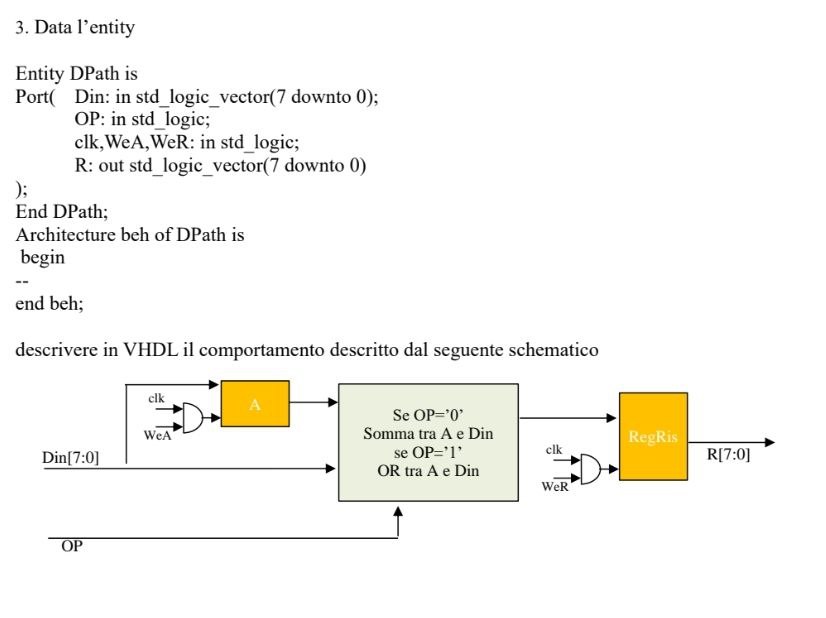 3. Data l’entity
Entity DPath is
Port( Din: in std_logic_vector(7 downto 0);
OP: in std_logic;
clk,WeA,WeR: in std_logic;
R: out std_logic_vector(7 downto 0)
);
End DPath;
Architecture beh of DPath is
begin
--
end beh;
descrivere in VHDL il comportamento descritto dal seguente schematico
clk
A
WeA
Din[7:0]
Se OP=’0’
Somma tra A e Din
se OP=’1’
OR tra A e Din
clk
WeR
RegRis
R[7:0]
OP